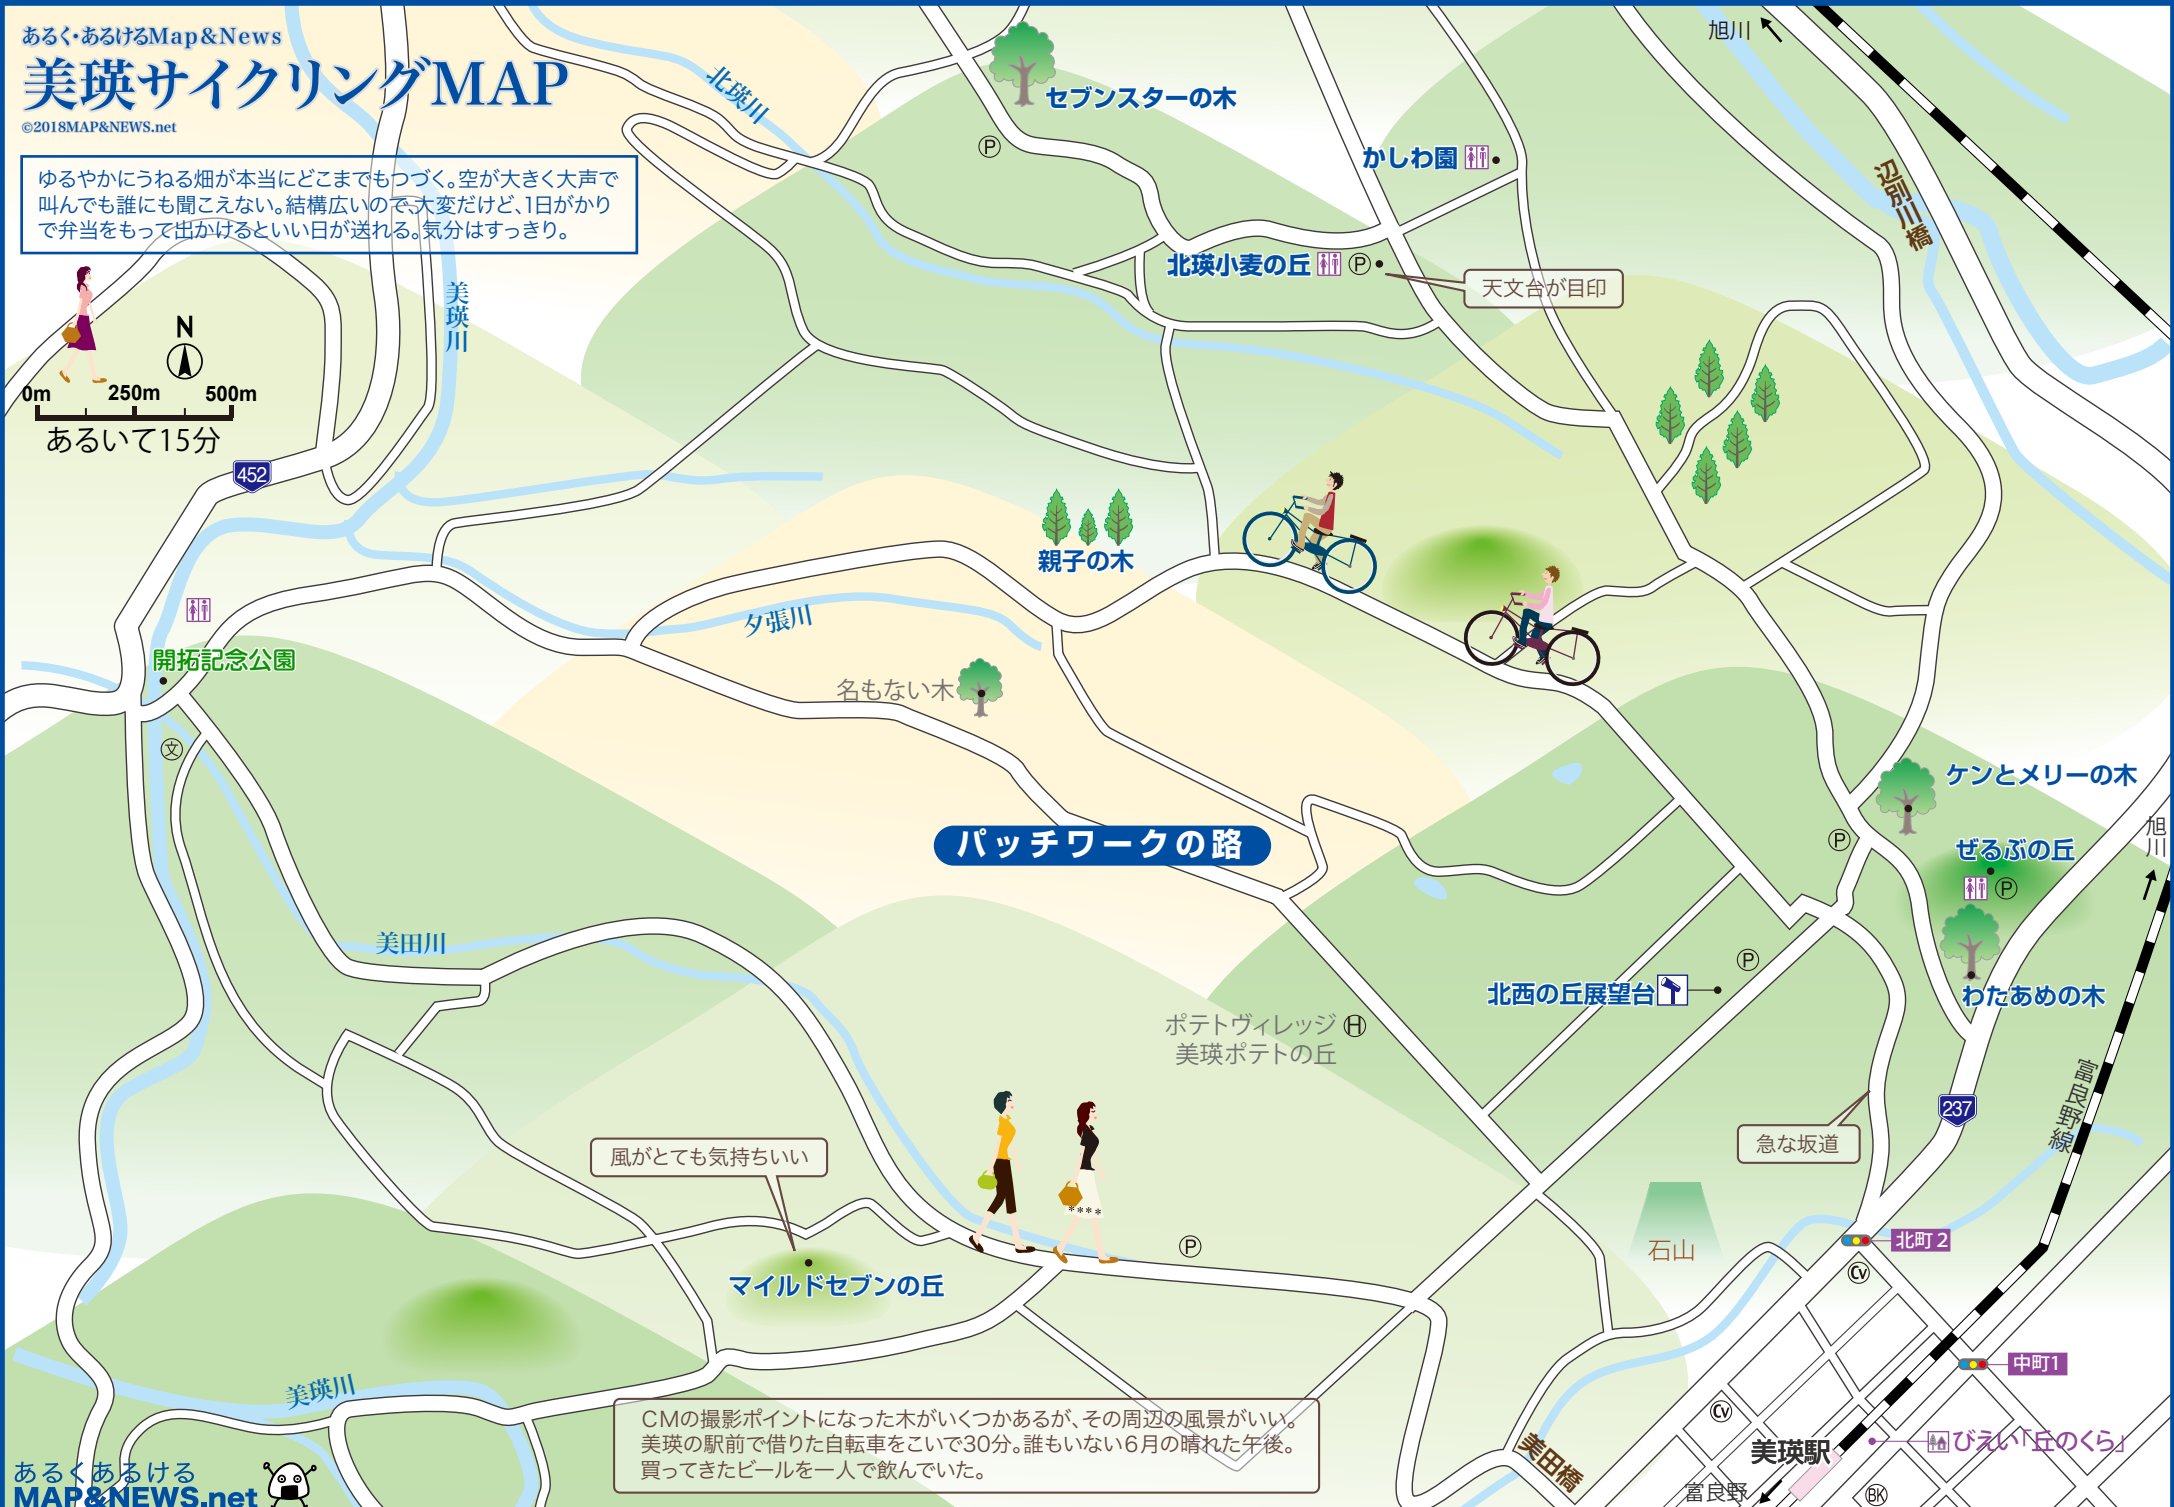 あるく・あるけるMap&News
美瑛サイクリングMAP
©2018MAP&NEWS.net
ゆるやかにうねる畑が本当にどこまでもつづく。空が大きく大声で
叫んでも誰にも聞こえない。結構広いので、大変だけど、1日がかり
で弁当をもって出かけるといい日が送れる。気分はすっきり。
N
0m 250m 500m
あるいて15分
452
美瑛川
北瑛川
セブンスターの木
P
かしわ園
旭川
辺別川橋
北瑛小麦の丘 P
天文台が目印
親子の木
夕張川
名もない木
開拓記念公園
文
パッチワークの路
ケンとメリーの木
P
ぜるぶの丘
P
旭川
わたあめの木
北西の丘展望台
P
ポテトヴィレッジ H
美瑛ポテトの丘
美田川
風がとても気持ちいい
マイルドセブンの丘
P
急な坂道
237
富良野線
石山
北町2
CV
中町1
CV
美瑛駅
びえい「丘のくら」
富良野
BK
美田橋
美瑛川
CMの撮影ポイントになった木がいくつかあるが、その周辺の風景がいい。
美瑛の駅前で借りた自転車をこいで30分。誰もいない6月の晴れた午後。
買ってきたビールを一人で飲んでいた。
あるくあるける
MAP&NEWS.net